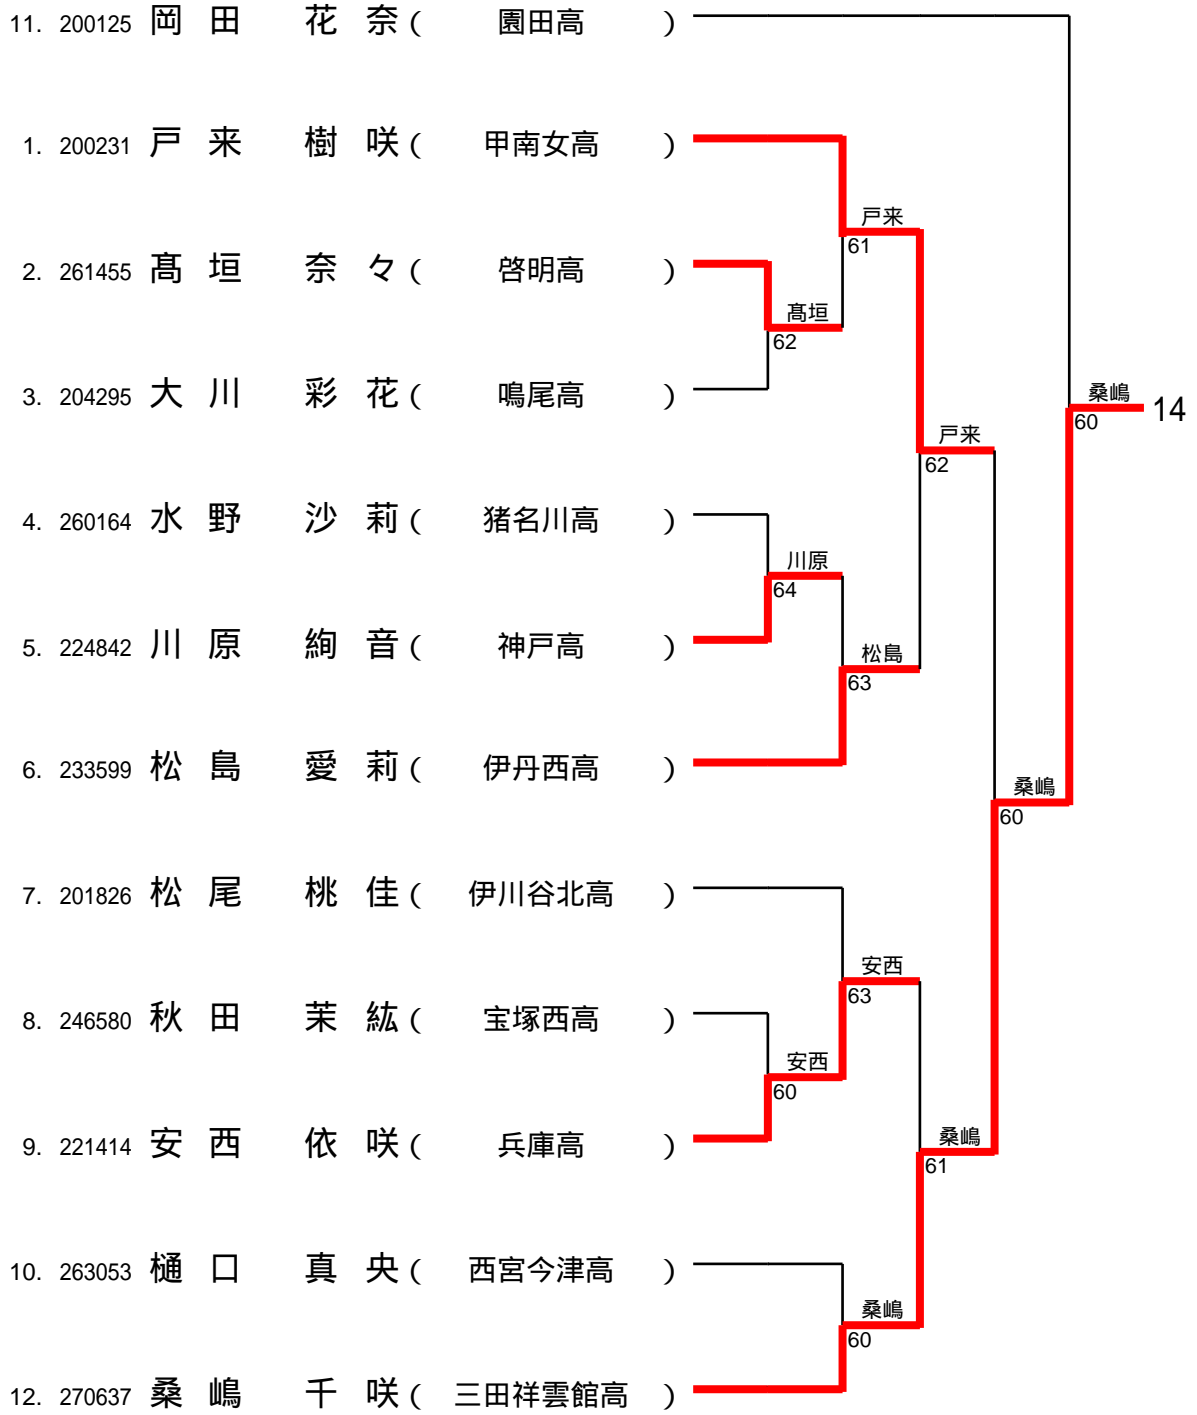 11. 200125 岡田 花奈 ( 園田高 )
1. 200231 戸来 樹咲 ( 甲南女高 )
戸来
61
2. 261455 髙垣 奈々 ( 啓明高 )
髙垣
62
3. 204295 大川 彩花 ( 鳴尾高 )
桑嶋
60 14
戸来
62
4. 260164 水野 沙莉 ( 猪名川高 )
川原
64
5. 224842 川原 絢音 ( 神戸高 )
松島
63
6. 233599 松島 愛莉 ( 伊丹西高 )
桑嶋
60
7. 201826 松尾 桃佳 ( 伊川谷北高 )
安西
63
8. 246580 秋田 茉紘 ( 宝塚西高 )
安西
60
9. 221414 安西 依咲 ( 兵庫高 )
桑嶋
61
10. 263053 樋口 真央 ( 西宮今津高 )
桑嶋
60
12. 270637 桑嶋 千咲 ( 三田祥雲館高 )